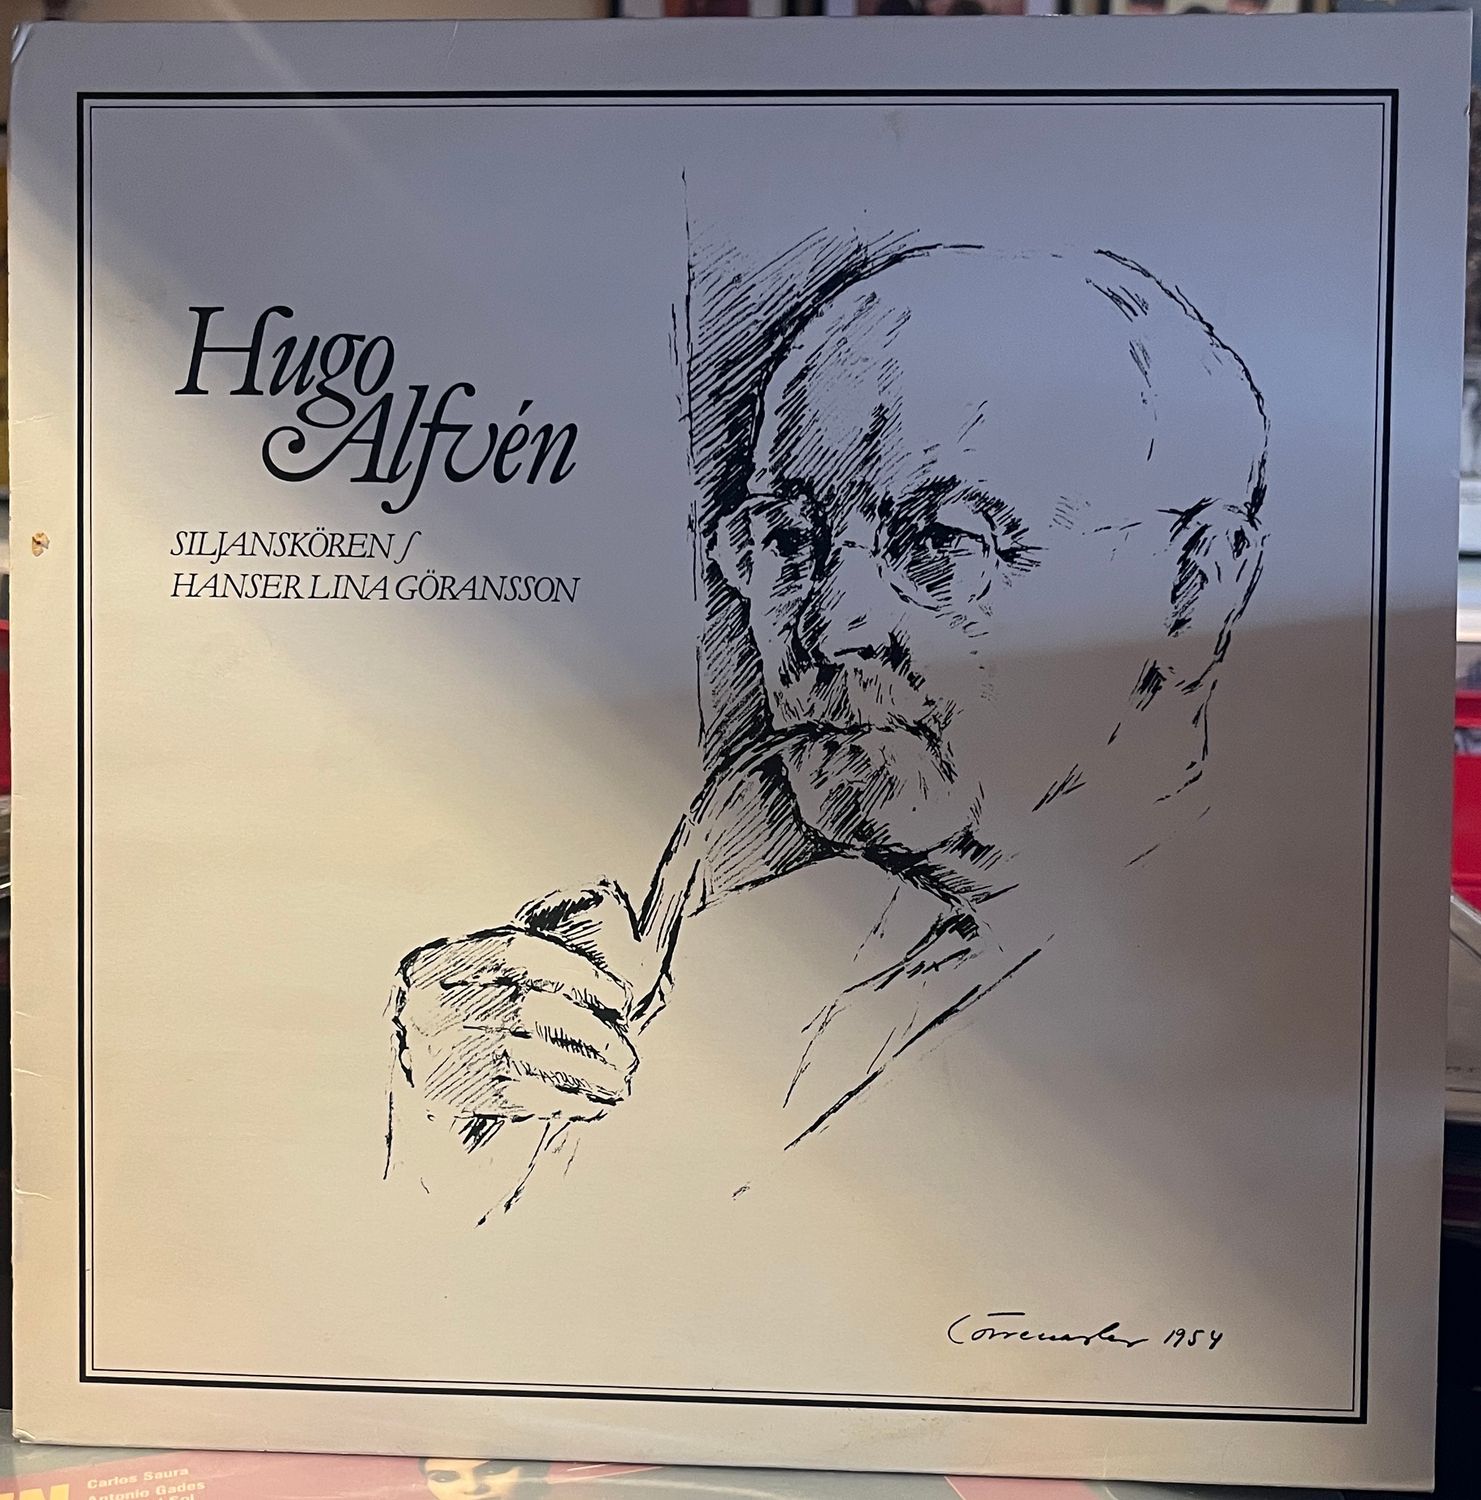 Hugo
Alfvén
SILJANSKÖREN ʃ
HANSER LINA GÖRANSSON
1954
Carlos Saura
Antonio Gades